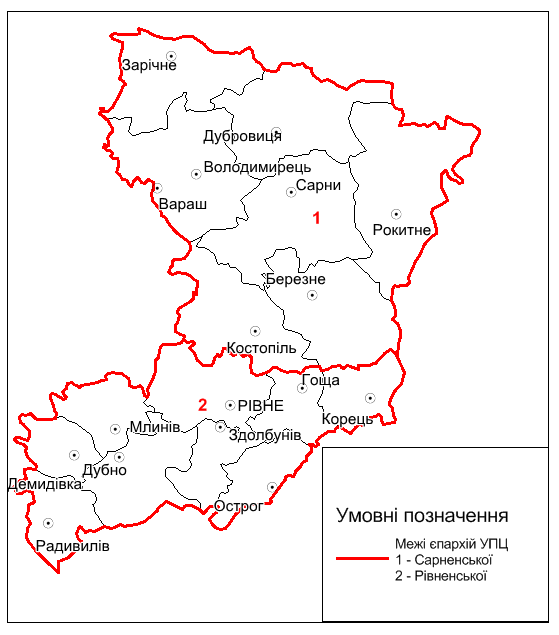 Зарічне
Дубровиця
Володимирець
Сарни
Вараш
1
Рокитне
Березне
Костопіль
Гоща
2
РІВНЕ
Корець
Млинів
Здолбунів
Дубно
Демидівка
Острог
Радивилів
Умовні позначення
Межі єпархій УПЦ
1 - Сарненської
2 - Рівненської